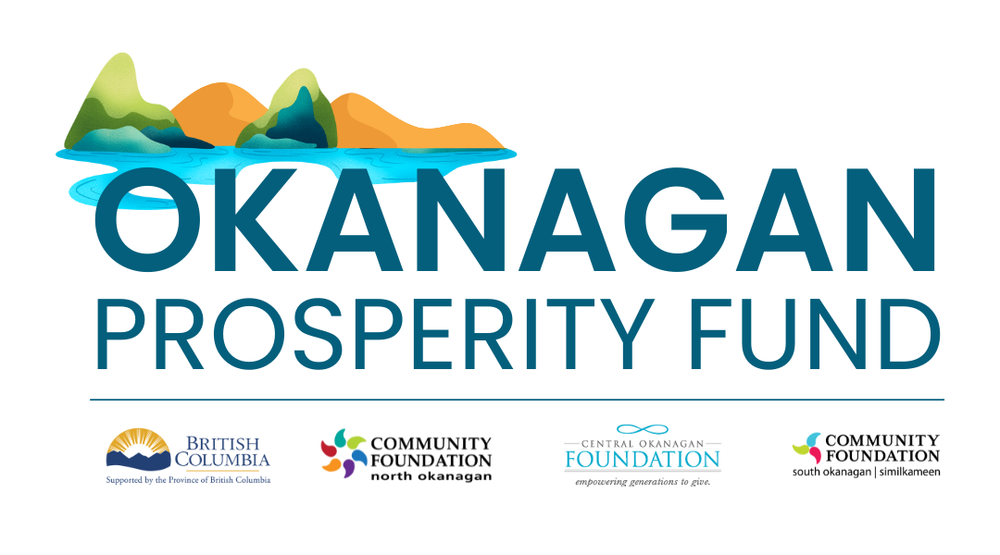 OKANAGAN
PROSPERITY FUND
BRITISH
COLUMBIA
Supported by the Province of British Columbia
COMMUNITY
FOUNDATION
north okanagan
CENTRAL OKANAGAN
FOUNDATION
empowering generations to give.
COMMUNITY
FOUNDATION
south okanagan | similkameen